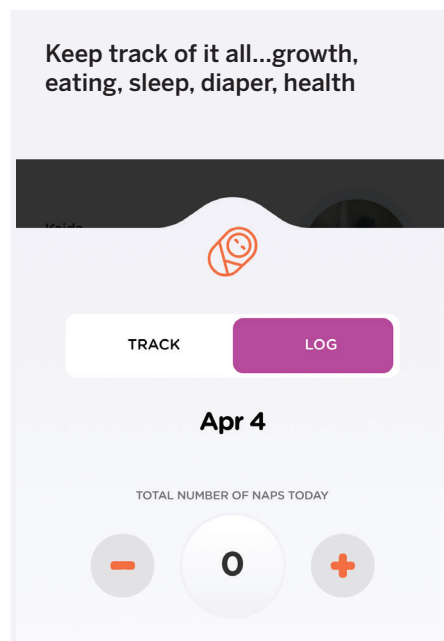 Keep track of it all...growth,
eating, sleep, diaper, health
TRACK
LOG
Apr 4
TOTAL NUMBER OF NAPS TODAY
0